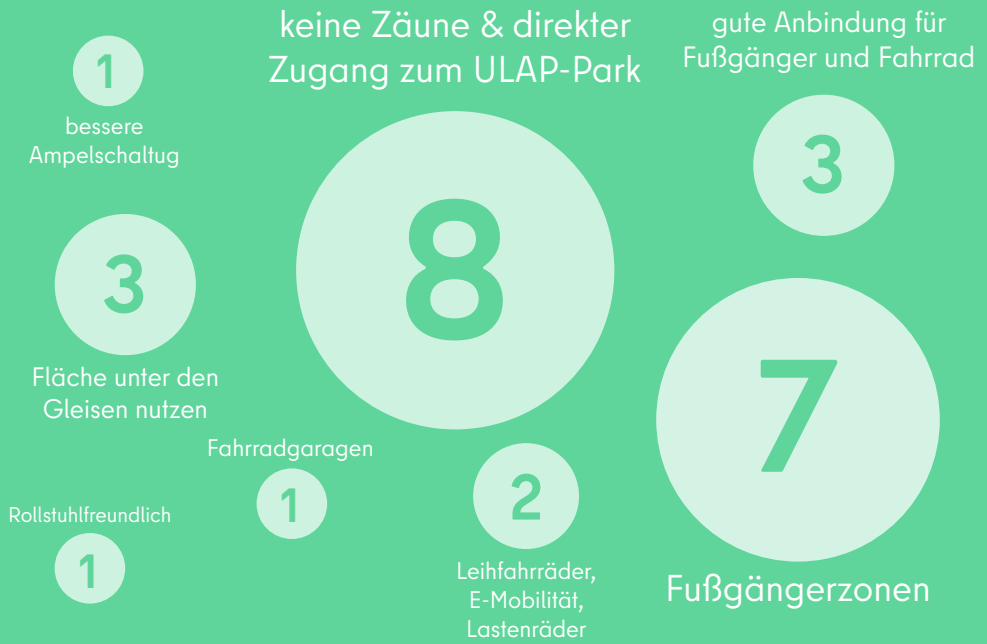 1
bessere
Ampelschaltug
keine Zäune & direkter
Zugang zum ULAP-Park
8
gute Anbindung für
Fußgänger und Fahrrad
3
3
Fläche unter den
Gleisen nutzen
7
Fußgängerzonen
Fahrradgaragen
1
2
Leihfahrräder,
E-Mobilität,
Lastenräder
Rollstuhlfreundlich
1